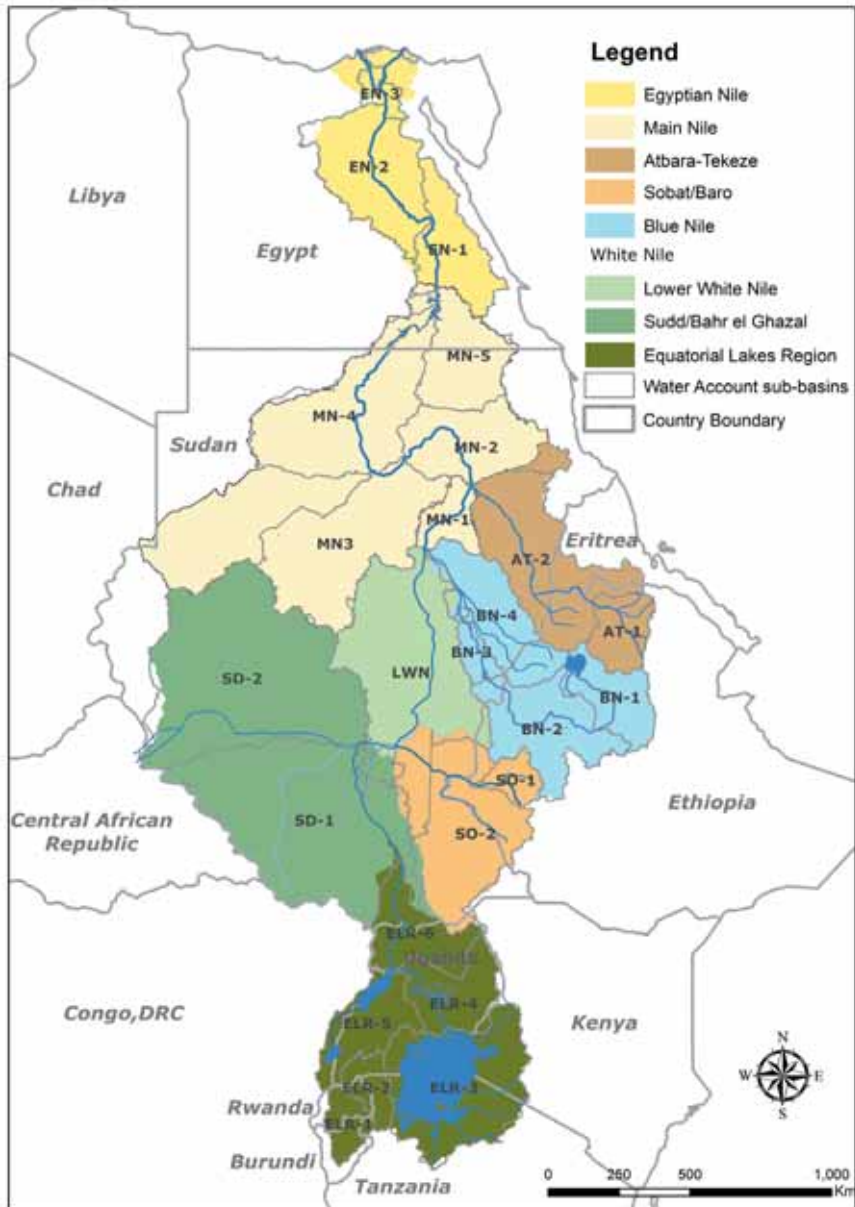 Legend
Egyptian Nile
Main Nile
Atbara-Tekeze
Sobat/Baro
Blue Nile
White Nile
Lower White Nile
Sudd/Bahr el Ghazal
Equatorial Lakes Region
Water Account sub-basins
Country Boundary
EN-3
EN-2
Libya
EN-1
Egypt
MN-5
MN-4
Sudan
MN-2
Chad
MN-1
MN3
Eritrea
AT-2
BN-4
AT-1
BN-3
SD-2
LWN
BN-1
BN-2
SO-1
Ethiopia
Central African
Republic
SD-1
SO-2
ELR-6
Uganda
ELR-4
Congo,DRC
ELR-5
Kenya
N
W
E
S
ELR-2
ELR-3
Rwanda
ELR-1
Burundi
Tanzania
0 250 500 1,000
Km